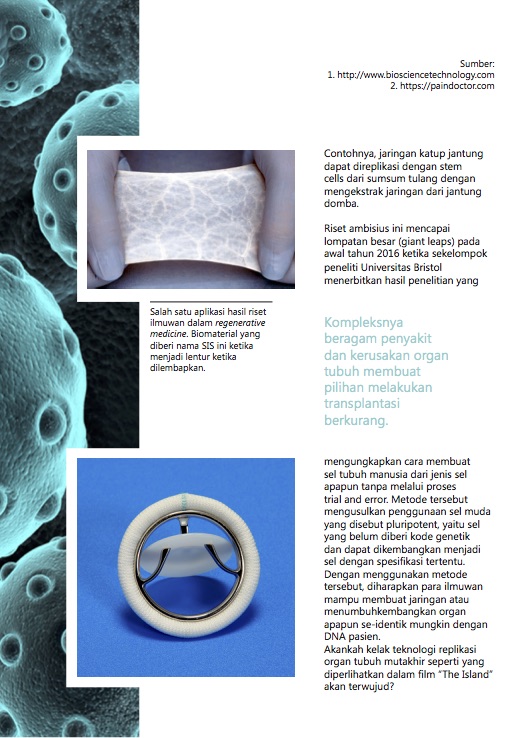 Sumber:
1. http://www.biosciencetechnology.com
2. https://paindoctor.com
Contohnya, jaringan katup jantung
dapat direplikasi dengan stem
cells dari sumsum tulang dengan
mengekstrak jaringan dari jantung
domba.
Riset ambisius ini mencapai
lompatan besar (giant leaps) pada
awal tahun 2016 ketika sekelompok
peneliti Universitas Bristol
menerbitkan hasil penelitian yang
Salah satu aplikasi hasil riset
ilmuwan dalam regenerative
medicine. Biomaterial yang
diberi nama SIS ini ketika
menjadi lentur ketika
dilembapkan.
Kompleksnya
beragam penyakit
dan kerusakan organ
tubuh membuat
pilihan melakukan
transplantasi
berkurang.
mengungkapkan cara membuat
sel tubuh manusia dari jenis sel
apapun tanpa melalui proses
trial and error. Metode tersebut
mengusulkan penggunaan sel muda
yang disebut pluripotent, yaitu sel
yang belum diberi kode genetik
dan dapat dikembangkan menjadi
sel dengan spesifikasi tertentu.
Dengan menggunakan metode
tersebut, diharapkan para ilmuwan
mampu membuat jaringan atau
menumbuhkembangkan organ
apapun se-identik mungkin dengan
DNA pasien.
Akankah kelak teknologi replikasi
organ tubuh mutakhir seperti yang
diperlihatkan dalam film “The Island”
akan terwujud?